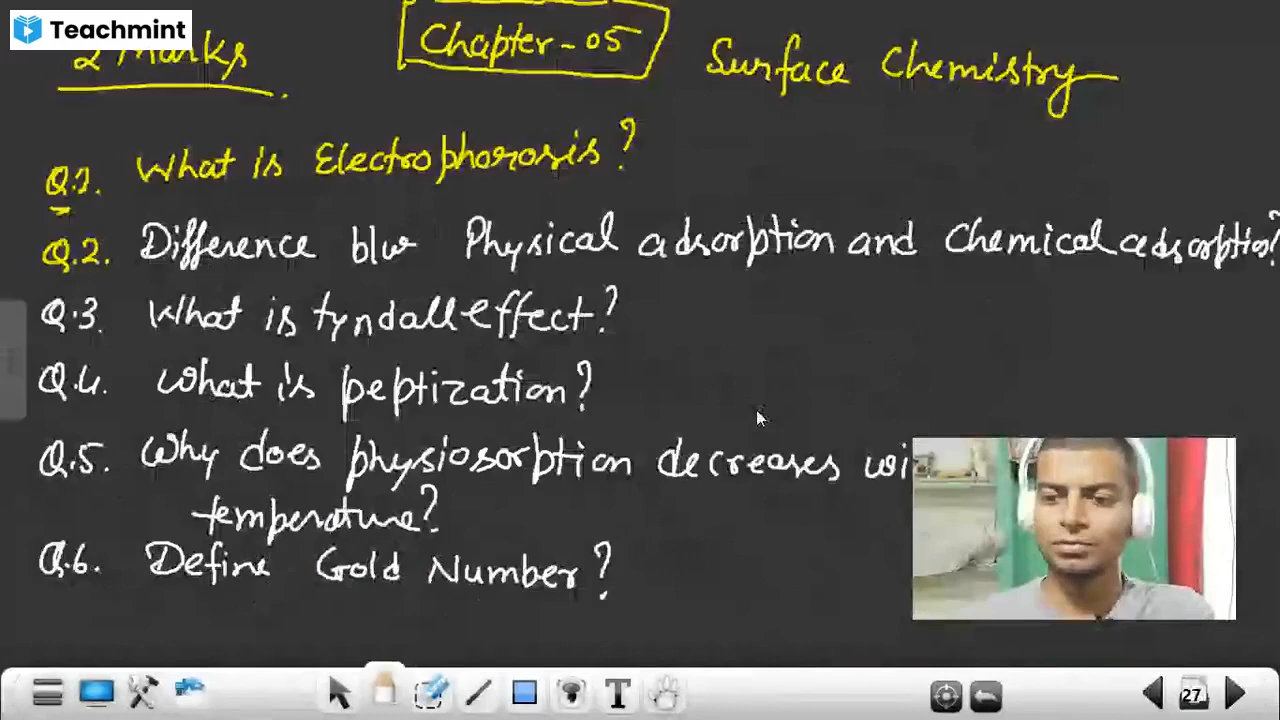 Teachmint
2 Marks
Chapter-05
Surface Chemistry
Q.1. What is Electrophorosis?
Q.2. Difference b/w Physical adsorption and Chemical adsorption?
Q.3. What is tyndall effect?
Q.4. What is peptization?
Q.5. Why does physiosorption decreases wi
temperature?
Q.6. Define Gold Number?
T
27